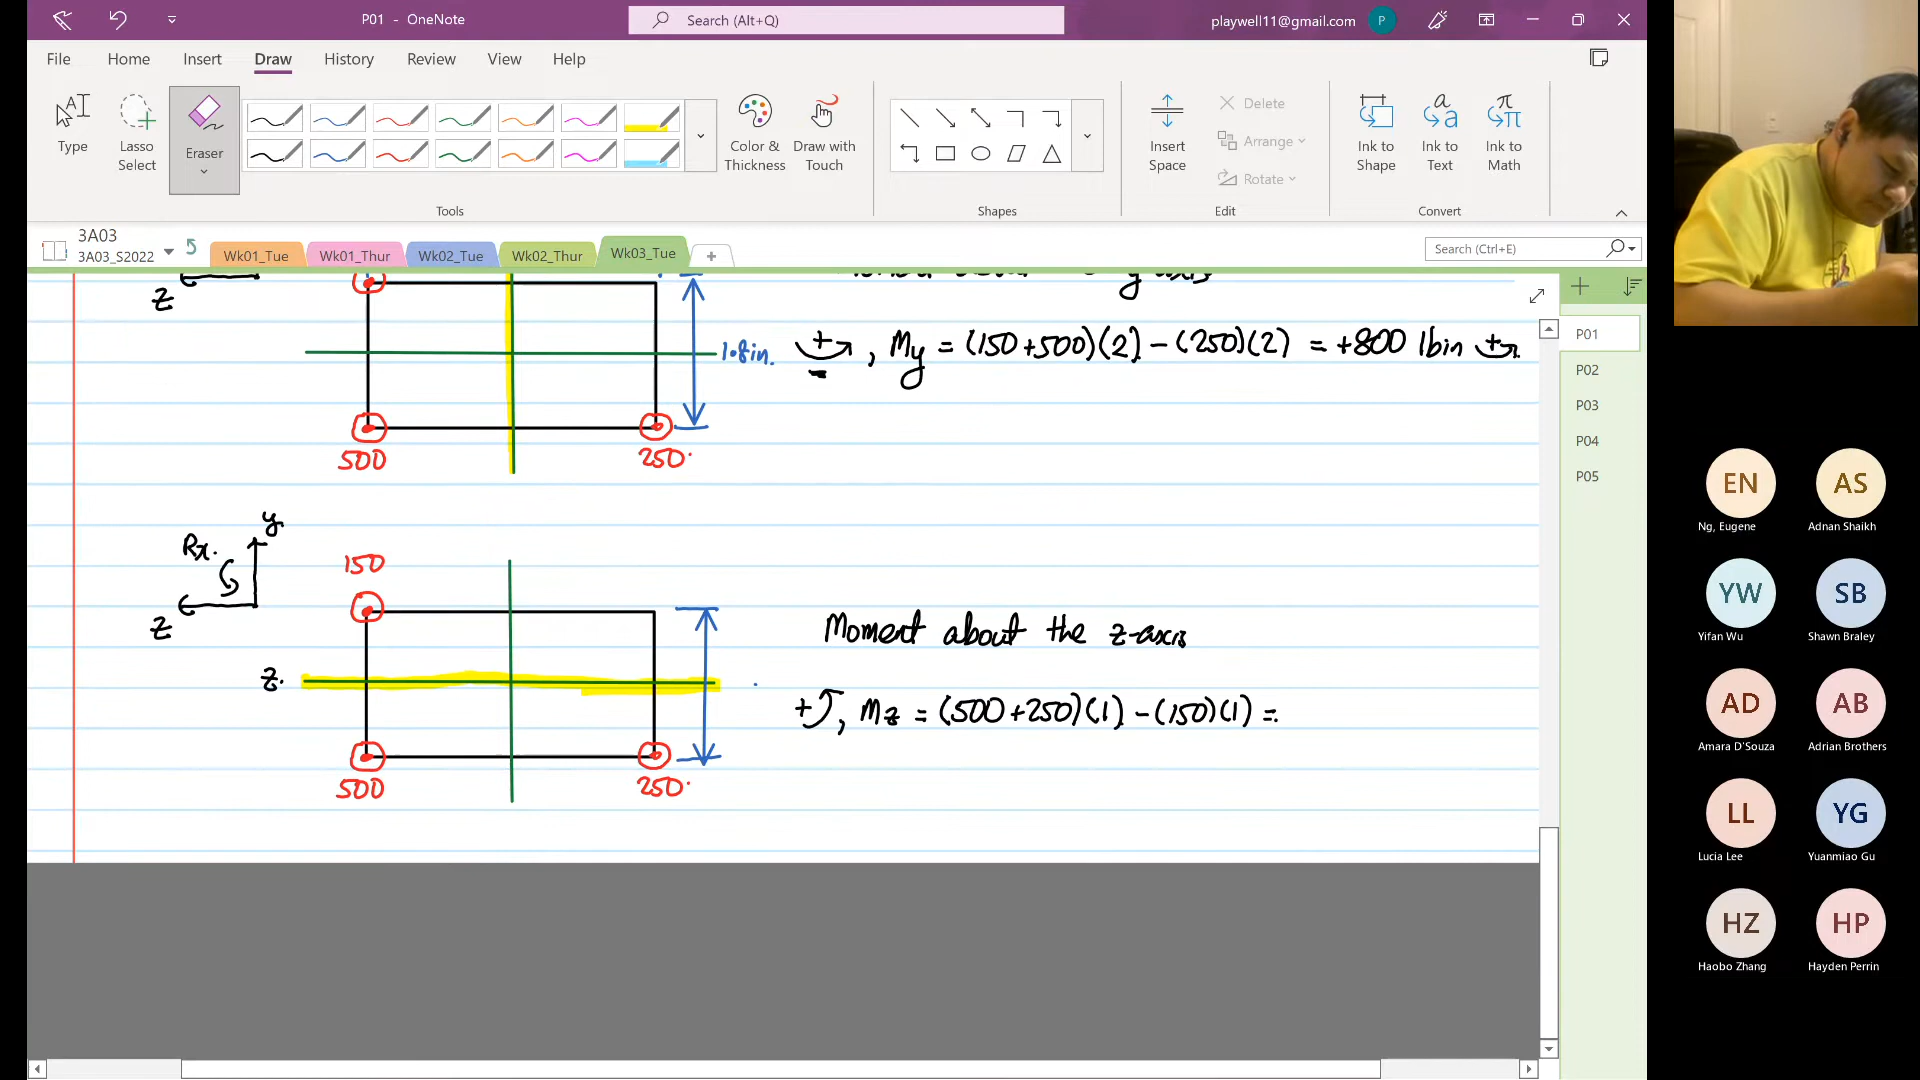 P01 - OneNote
Search (Alt+Q)
playwell11@gmail.com
P
File Home Insert Draw History Review View Help
Type
Lasso Select
Eraser
Color & Thickness
Draw with Touch
Insert Space
Delete
Arrange
Rotate
Ink to Shape
Ink to Text
Ink to Math
Tools
Shapes
Edit
Convert
3A03
3A03_S2022
Wk01_Tue Wk01_Thur Wk02_Tue Wk02_Thur Wk03_Tue
Search (Ctrl+E)
y axis
z
1.8in.
+ , My = (150+500)(2) - (250)(2) = +800 lbin +
500 250
P01
P02
P03
P04
P05
y
Rx.
z
150
z.
500 250
Moment about the z-axis
+ , Mz = (500+250)(1) - (150)(1) =
EN
Ng, Eugene
AS
Adnan Shaikh
YW
Yifan Wu
SB
Shawn Braley
AD
Amara D'Souza
AB
Adrian Brothers
LL
Lucia Lee
YG
Yuanmiao Gu
HZ
Haobo Zhang
HP
Hayden Perrin